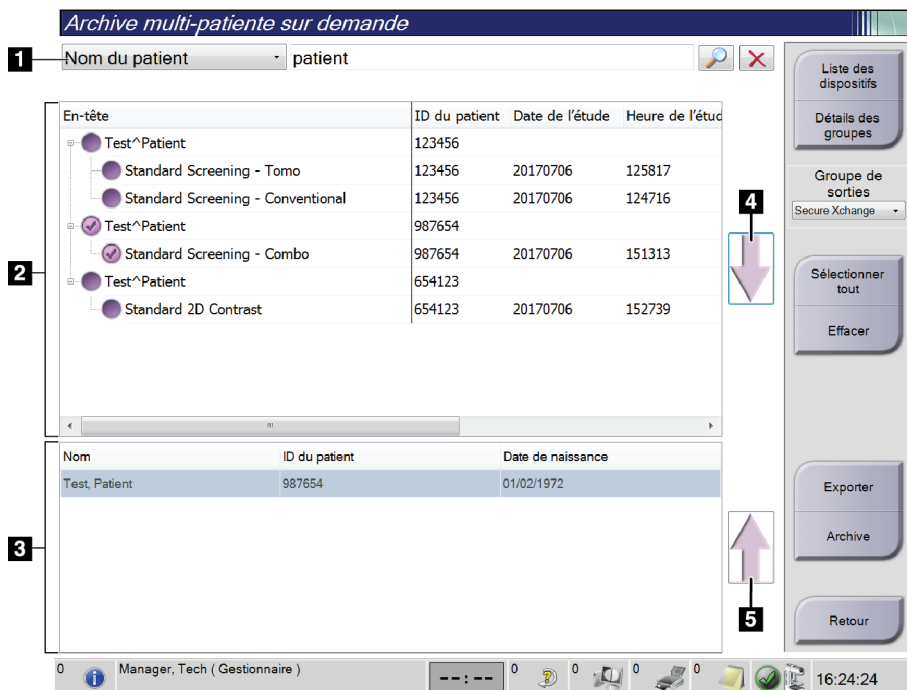 Archive multi-patiente sur demande
1
Nom du patient patient
En-tête ID du patient Date de l'étude Heure de l'étud
Test^Patient 123456
Standard Screening - Tomo 123456 20170706 125817
Standard Screening - Conventional 123456 20170706 124716
Test^Patient 987654
Standard Screening - Combo 987654 20170706 151313
Test^Patient 654123
Standard 2D Contrast 654123 20170706 152739
2
4
Nom ID du patient Date de naissance
Test, Patient 987654 01/02/1972
3
5
Liste des
dispositifs
Détails des
groupes
Groupe de
sorties
Secure Xchange
Sélectionner
tout
Effacer
Exporter
Archive
Retour
0 Manager, Tech ( Gestionnaire ) --:-- 0 0 0 0 16:24:24